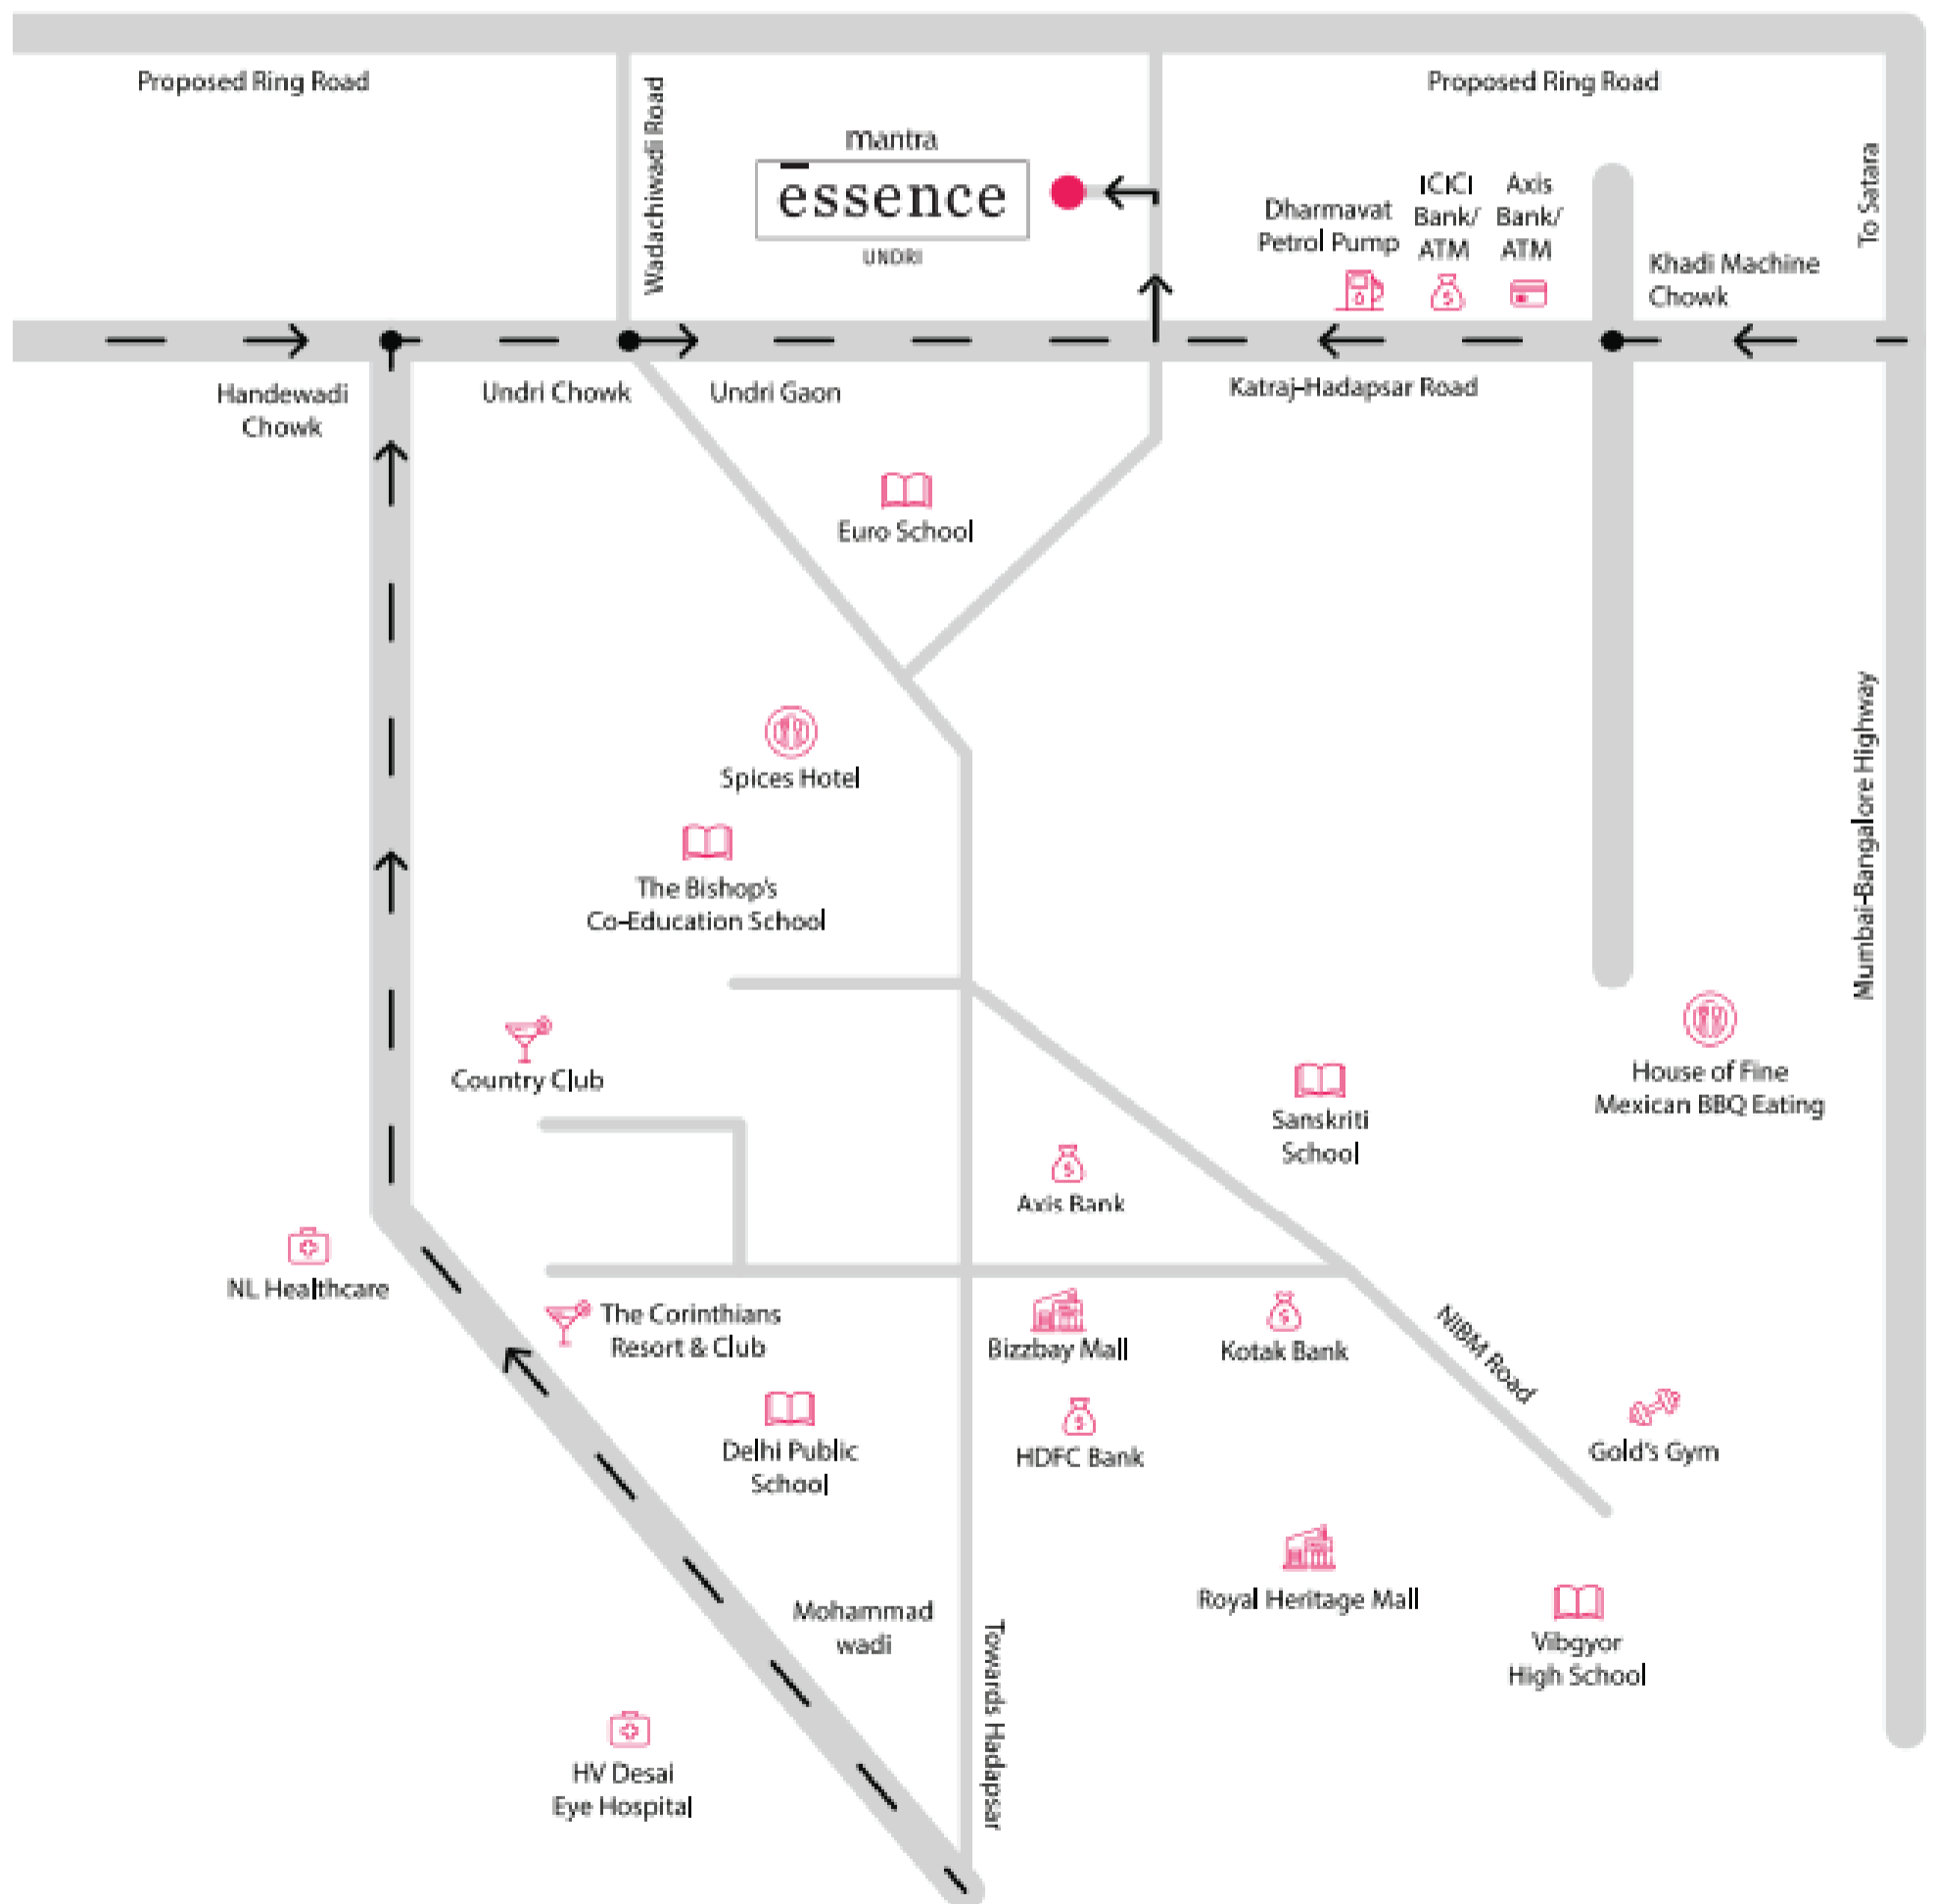 Proposed Ring Road
Proposed Ring Road
Wadachiwadi Road
mantra
essence
UNDRI
Dharmavat
Petrol Pump
ICICI
Bank/
ATM
Axis
Bank/
ATM
To Satara
Khadi Machine
Chowk
Handewadi
Chowk
Undri Chowk
Undri Gaon
Katraj-Hadapsar Road
Euro School
Spices Hotel
The Bishop's
Co-Education School
Mumbai-Bangalore Highway
Country Club
Sanskriti
School
House of Fine
Mexican BBQ Eating
Axis Bank
NL Healthcare
The Corinthians
Resort & Club
Bizzbay Mall
Kotak Bank
NIBM Road
Delhi Public
School
HDFC Bank
Gold's Gym
Royal Heritage Mall
Mohammad
wadi
Vibgyor
High School
Towards Hadapsar
HV Desai
Eye Hospital